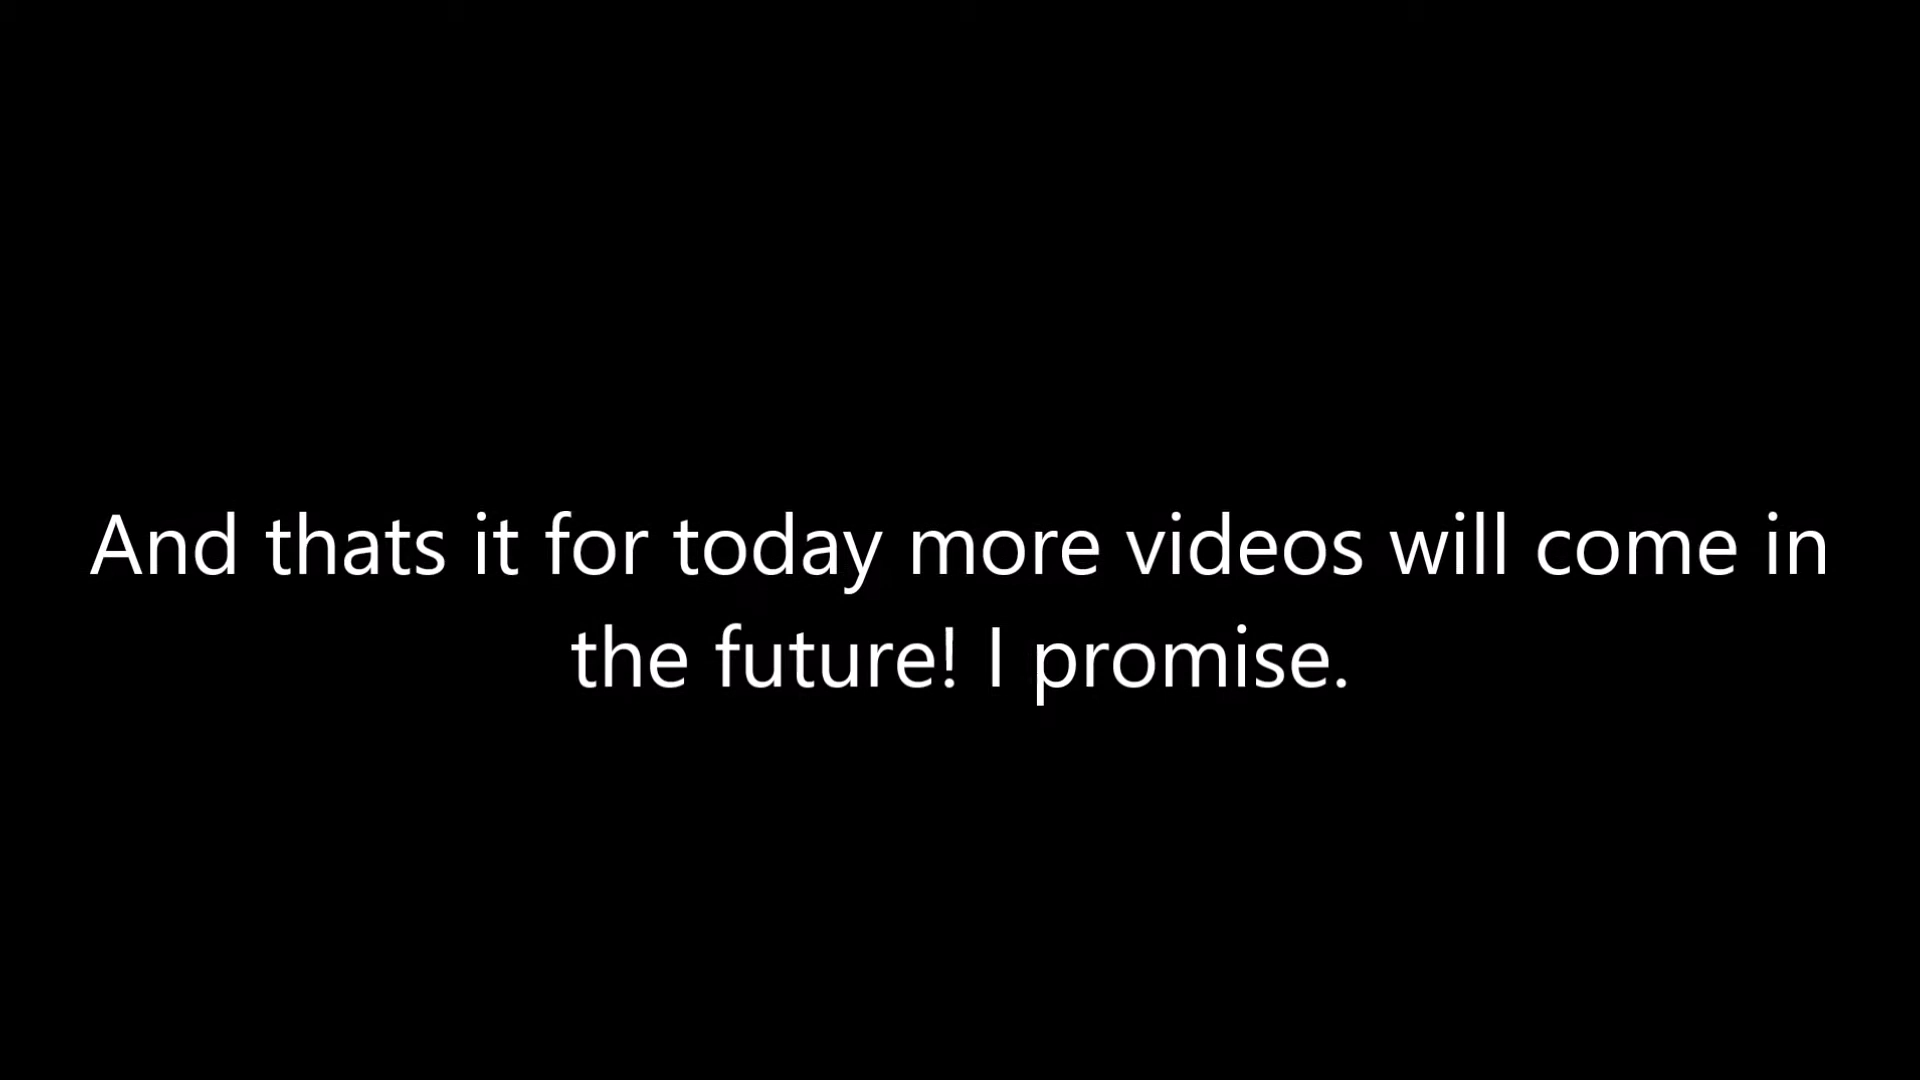 And thats it for today more videos will come in
the future! I promise.